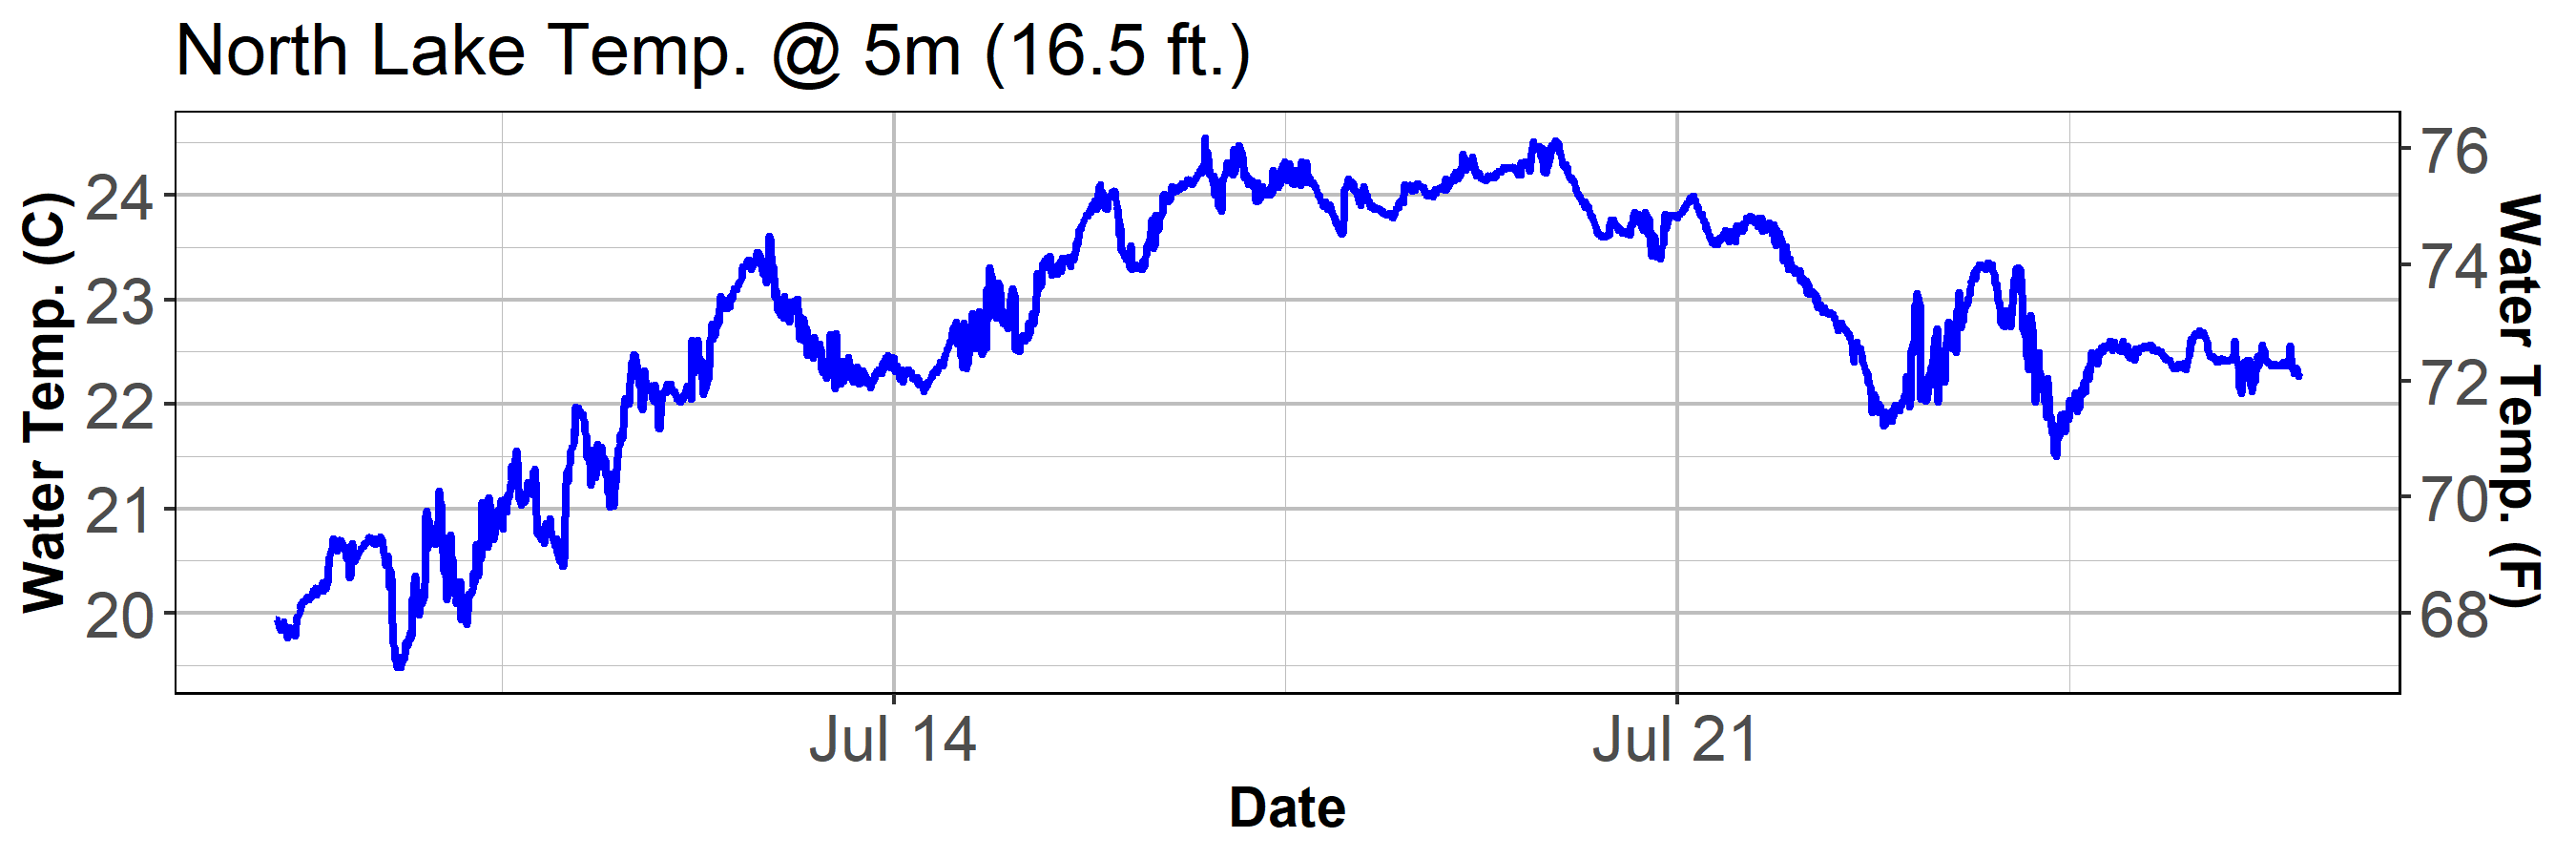 North Lake Temp. @ 5m (16.5 ft.)
Water Temp. (C)
24
23
22
21
20
76
74
72
70
68
Water Temp. (F)
Jul 14
Jul 21
Date